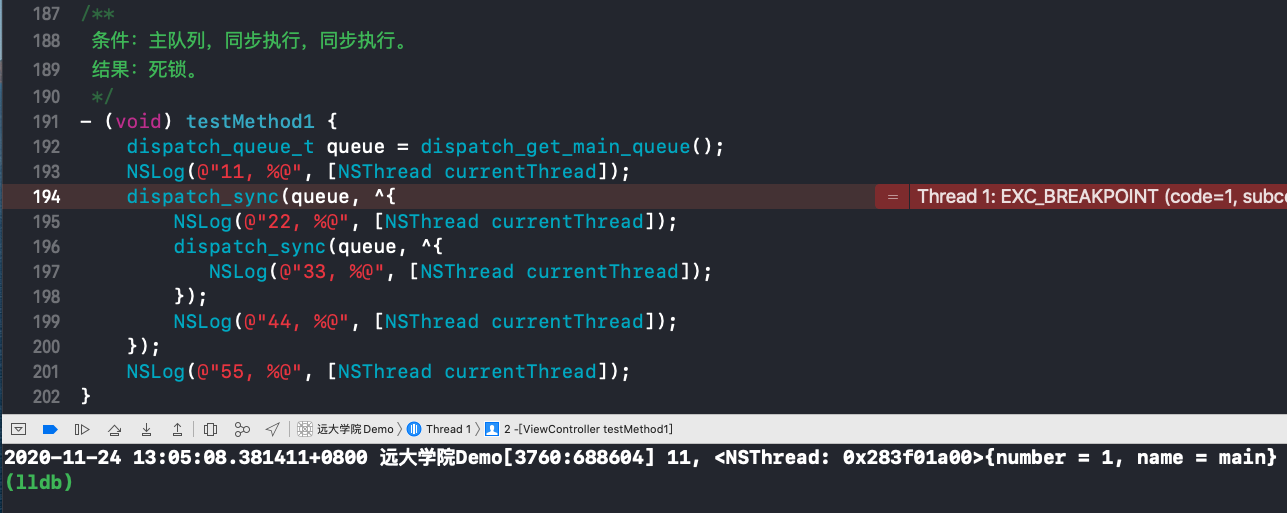 187 /**
188 条件：主队列，同步执行，同步执行。
189 结果：死锁。
190 */
191 - (void) testMethod1 {
192 dispatch_queue_t queue = dispatch_get_main_queue();
193 NSLog(@"11, %@", [NSThread currentThread]);
194 dispatch_sync(queue, ^{ = Thread 1: EXC_BREAKPOINT (code=1, subco
195 NSLog(@"22, %@", [NSThread currentThread]);
196 dispatch_sync(queue, ^{
197 NSLog(@"33, %@", [NSThread currentThread]);
198 });
199 NSLog(@"44, %@", [NSThread currentThread]);
200 });
201 NSLog(@"55, %@", [NSThread currentThread]);
202 }
远大学院Demo 〉 Thread 1 〉 2 -[ViewController testMethod1]
2020-11-24 13:05:08.381411+0800 远大学院Demo[3760:688604] 11, <NSThread: 0x283f01a00>{number = 1, name = main}
(lldb)